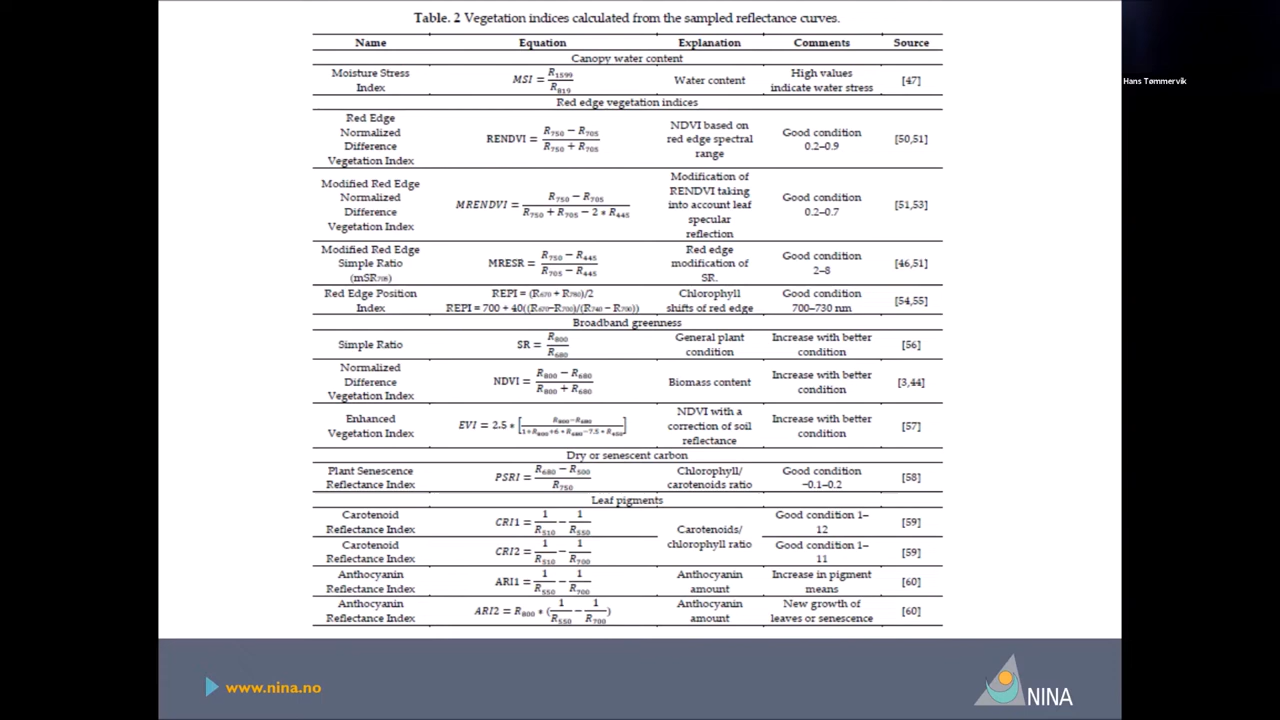 Table. 2 Vegetation indices calculated from the sampled reflectance curves.
Name Equation Explanation Comments Source
Canopy water content
Moisture Stress
Index
MSI = R1599 / R819
Water content
High values
indicate water stress
[47]
Red edge vegetation indices
Red Edge
Normalized
Difference
Vegetation Index
RENDVI = (R750 − R705) / (R750 + R705)
NDVI based on
red edge spectral
range
Good condition
0.2–0.9
[50,51]
Modified Red Edge
Normalized
Difference
Vegetation Index
MRENDVI = (R750 − R705) / (R750 + R705 − 2 * R445)
Modification of
RENDVI taking
into account leaf
specular
reflection
Good condition
0.2–0.7
[51,53]
Modified Red Edge
Simple Ratio
(mSR705)
MRESR = (R750 − R445) / (R705 − R445)
Red edge
modification of
SR.
Good condition
2–8
[46,51]
Red Edge Position
Index
REPI = (R670 + R780)/2
REPI = 700 + 40((R670−R700)/(R740 − R700))
Chlorophyll
shifts of red edge
Good condition
700–730 nm
[54,55]
Broadband greenness
Simple Ratio
SR = R800 / R680
General plant
condition
Increase with better
condition
[56]
Normalized
Difference
Vegetation Index
NDVI = (R800 − R680) / (R800 + R680)
Biomass content
Increase with better
condition
[3,44]
Enhanced
Vegetation Index
EVI = 2.5 * [(R800−R680) / (1+R800+6*R680−7.5*R450)]
NDVI with a
correction of soil
reflectance
Increase with better
condition
[57]
Dry or senescent carbon
Plant Senescence
Reflectance Index
PSRI = (R680 − R500) / R750
Chlorophyll/
carotenoids ratio
Good condition
−0.1–0.2
[58]
Leaf pigments
Carotenoid
Reflectance Index
CRI1 = 1/R510 − 1/R550
Carotenoids/
chlorophyll ratio
Good condition 1–
12
[59]
Carotenoid
Reflectance Index
CRI2 = 1/R510 − 1/R700
Good condition 1–
11
[59]
Anthocyanin
Reflectance Index
ARI1 = 1/R550 − 1/R700
Anthocyanin
amount
Increase in pigment
means
[60]
Anthocyanin
Reflectance Index
ARI2 = R800 * (1/R550 − 1/R700)
Anthocyanin
amount
New growth of
leaves or senescence
[60]
Hans Tømmervik
www.nina.no
NINA